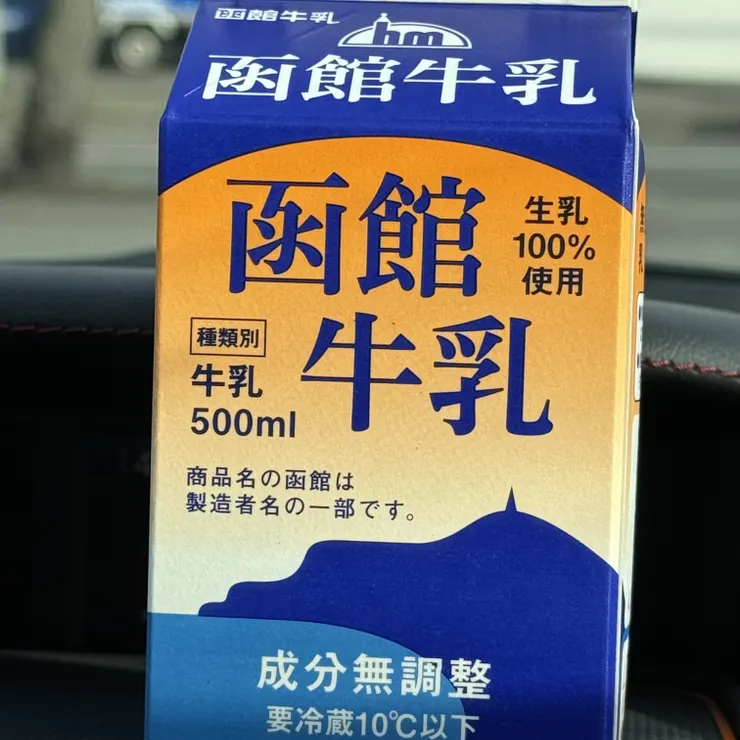 函館牛乳
hm
函館牛乳
函館
牛乳
生乳
100%
使用
種類別
牛乳
500ml
商品名の函館は
製造者名の一部です。
成分無調整
要冷蔵10℃以下